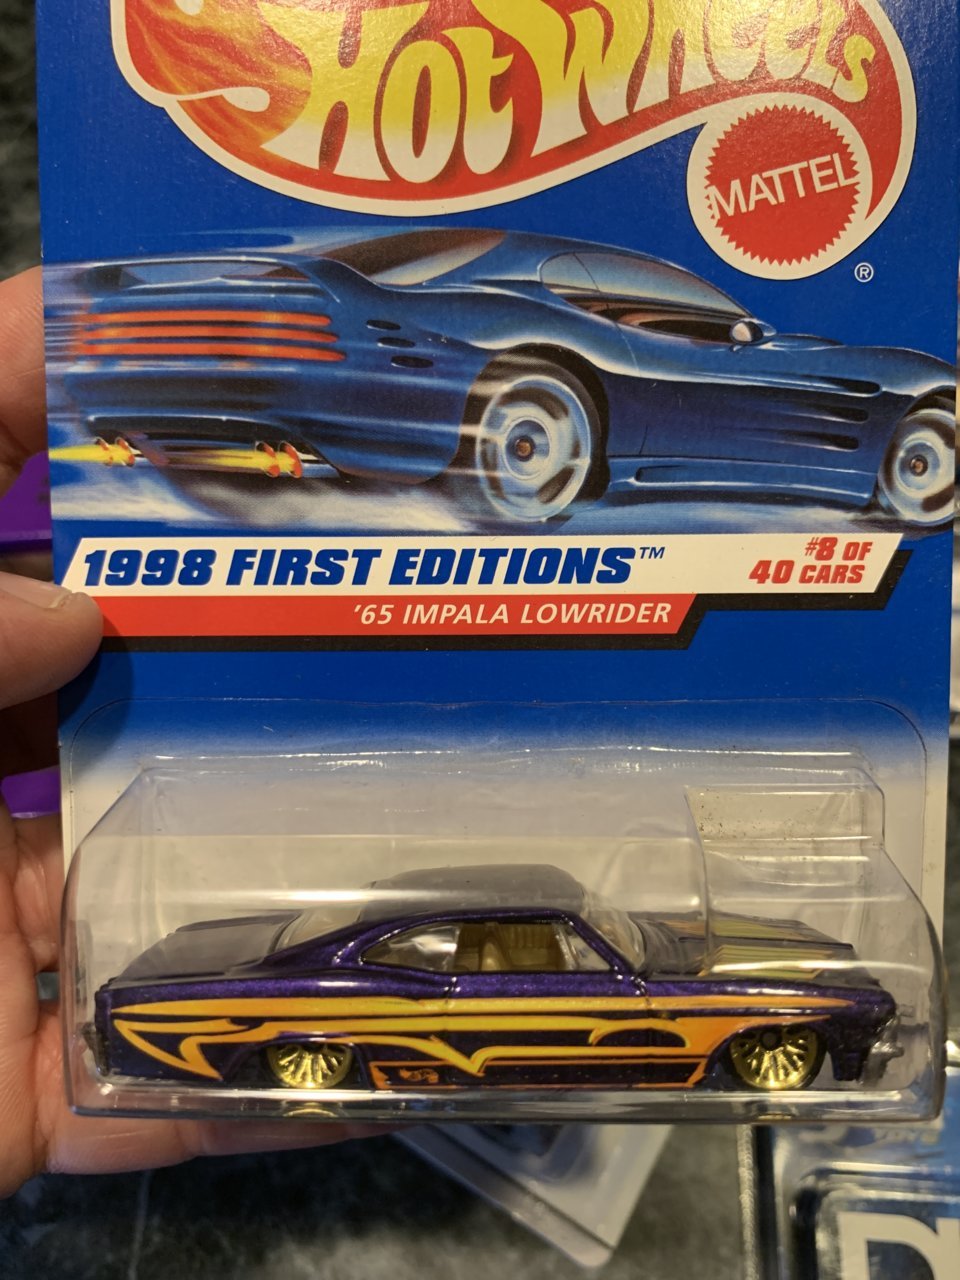 Hot Wheels
MATTEL
®
1998 FIRST EDITIONS™
#8 OF
40 CARS
'65 IMPALA LOWRIDER